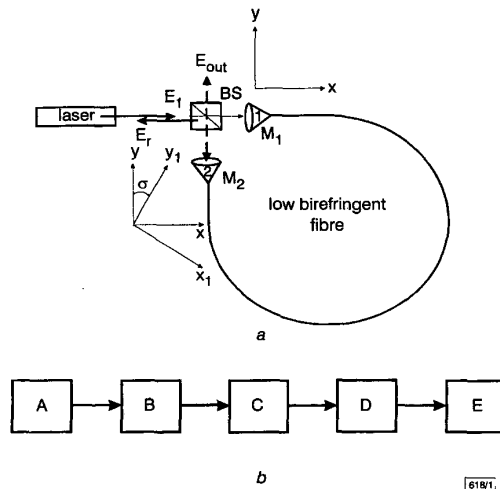 y
x
E_out
BS
laser
E_1
E_r
1
M_1
y
y_1
σ
2
M_2
x
x_1
low birefringent
fibre
a
A B C D E
b
618/1